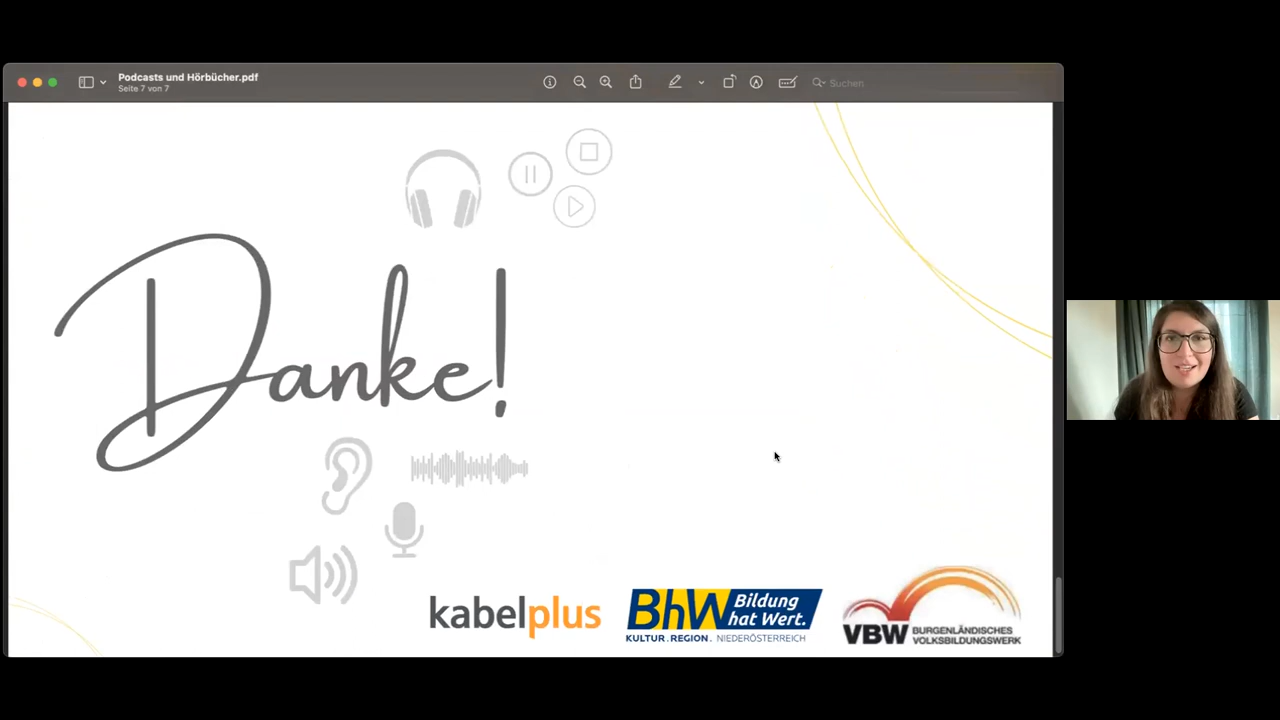 Podcasts und Hörbücher.pdf
Seite 7 von 7
Suchen
Danke!
kabelplus
BhW Bildung hat Wert.
KULTUR.REGION. NIEDERÖSTERREICH
VBW BURGENLÄNDISCHES
VOLKSBILDUNGSWERK